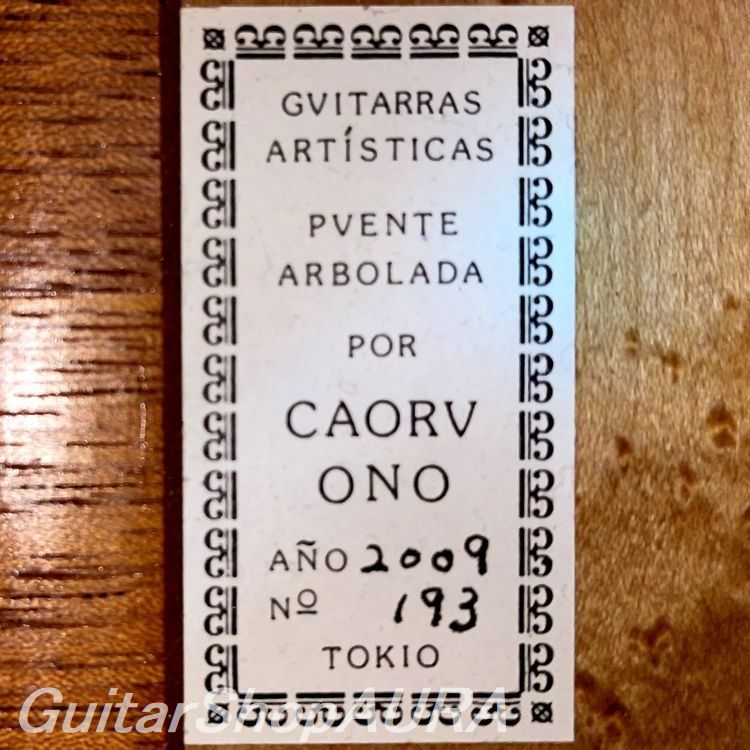 GVITARRAS
ARTÍSTICAS
PVENTE
ARBOLADA
POR
CAORV
ONO
AÑO 2009
Nº 193
TOKIO
GuitarShopAURA